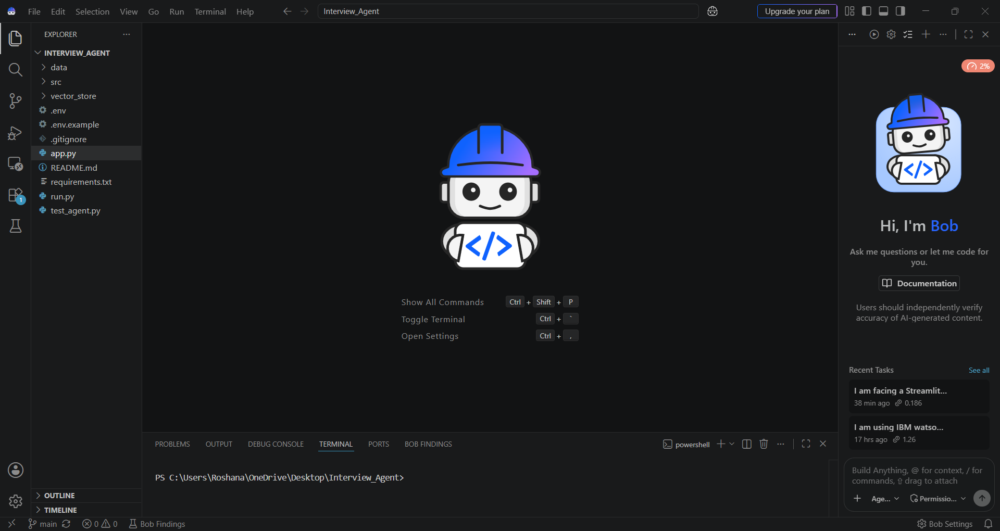 File Edit Selection View Go Run Terminal Help
Interview_Agent
Upgrade your plan
EXPLORER
INTERVIEW_AGENT
data
src
vector_store
.env
.env.example
.gitignore
app.py
README.md
requirements.txt
run.py
test_agent.py
1
OUTLINE
TIMELINE
</>
Show All Commands Ctrl + Shift + P
Toggle Terminal Ctrl + `
Open Settings Ctrl + ,
PROBLEMS OUTPUT DEBUG CONSOLE TERMINAL PORTS BOB FINDINGS
powershell
PS C:\Users\Roshana\OneDrive\Desktop\Interview_Agent>
2%
</>
Hi, I'm Bob
Ask me questions or let me code for
you.
Documentation
Users should independently verify
accuracy of AI-generated content.
Recent Tasks See all
I am facing a Streamlit...
38 min ago 0.186
I am using IBM watso...
17 hrs ago 1.26
Build Anything, @ for context, / for
commands, ⇧ drag to attach
Age... Permissio...
main 0 0 Bob Findings
Bob Settings